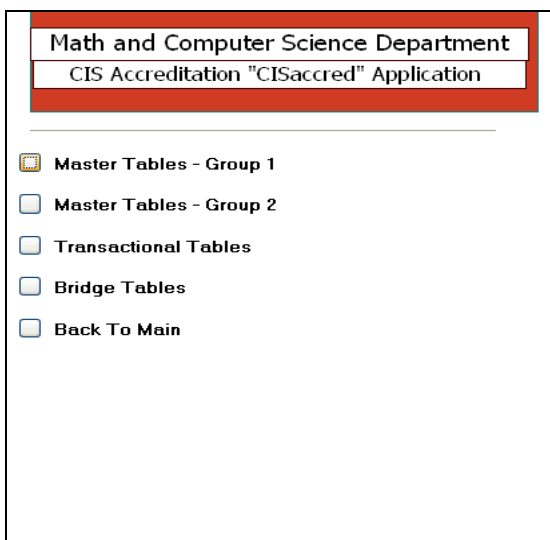 Math and Computer Science Department
CIS Accreditation "CISaccred" Application
Master Tables - Group 1
Master Tables - Group 2
Transactional Tables
Bridge Tables
Back To Main